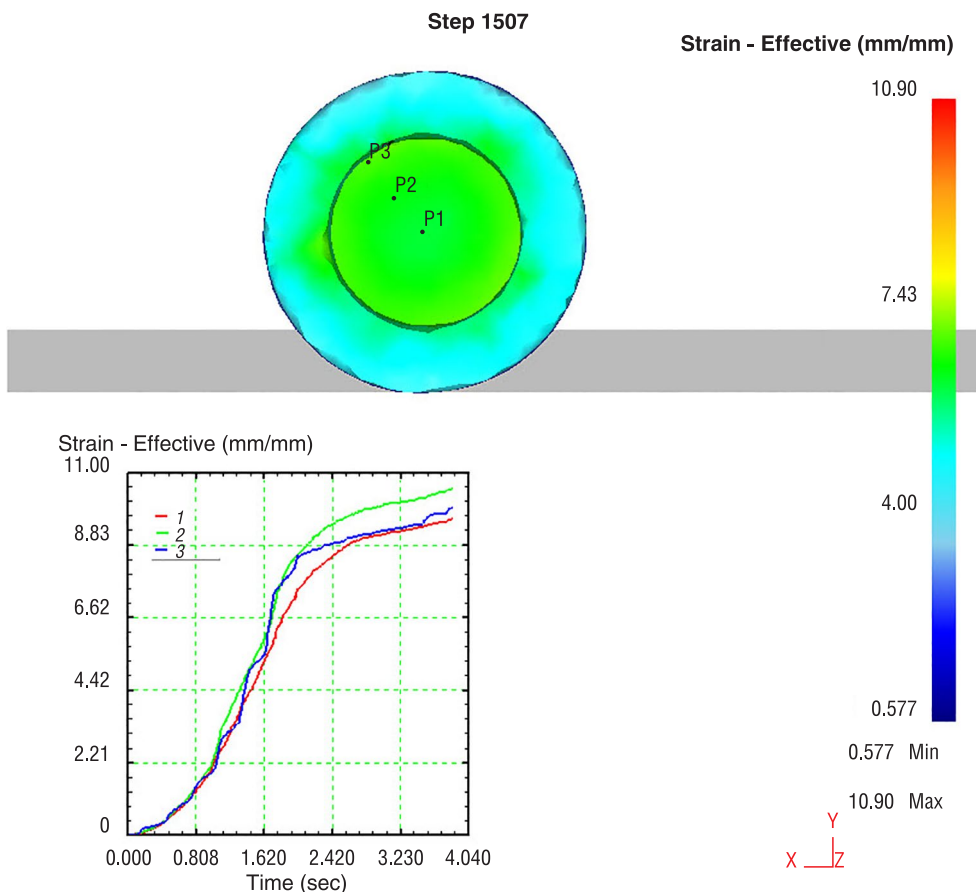 Step 1507
Strain - Effective (mm/mm)
10.90
7.43
4.00
0.577
0.577 Min
10.90 Max
P3
P2
P1
Strain - Effective (mm/mm)
11.00
8.83
6.62
4.42
2.21
0
1
2
3
0.000 0.808 1.620 2.420 3.230 4.040
Time (sec)
Y
X Z